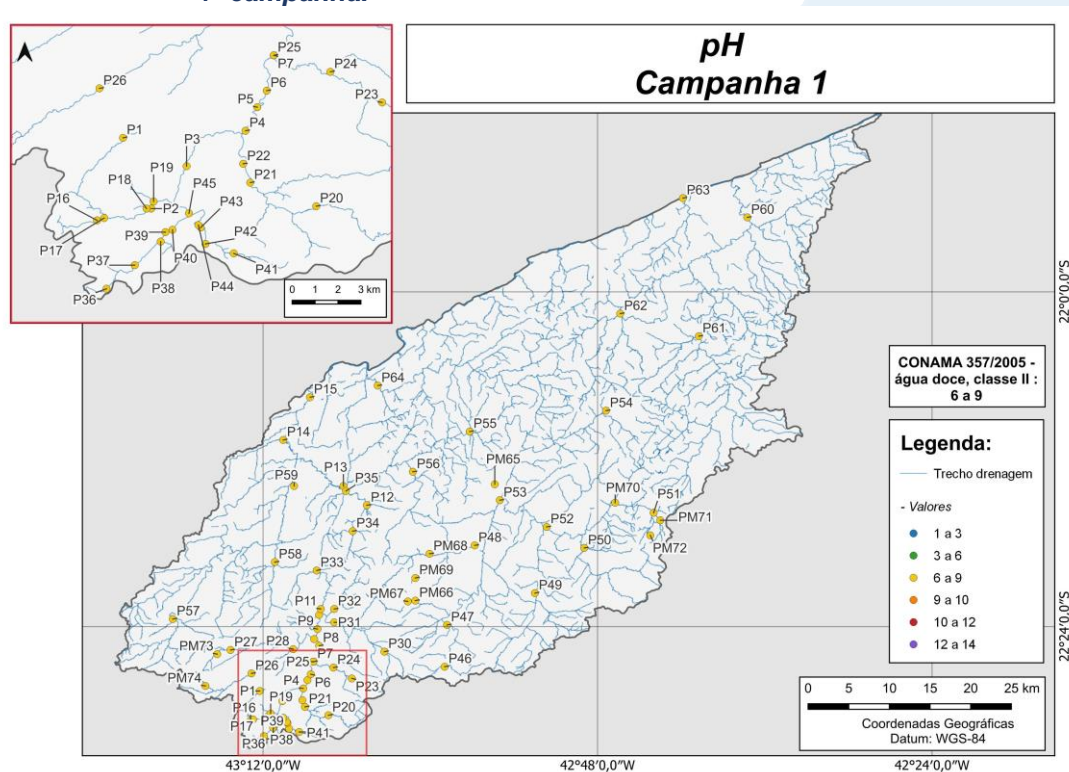 1ª campanha.
pH
Campanha 1
P25
P7
P24
P26
P6
P23
P5
P1
P4
P3
P22
P19
P21
P18
P45
P16
P43
P20
P2
P39
P42
P17
P37
P40
P41
P38
P44
P36
0 1 2 3 km
P63
P60
22°0,0''S
P62
P61
CONAMA 357/2005 -
água doce, classe II :
6 a 9
P64
P15
P54
P55
P14
Legenda:
Trecho drenagem
- Valores
1 a 3
3 a 6
6 a 9
9 a 10
10 a 12
12 a 14
P56
P13
P35
P59
PM65
P53
PM70
P51
P12
PM71
P34
P52
P48
PM68
P50
PM72
P58
P33
PM69
P49
PM67
PM66
P11
P32
P57
P9
P31
P47
22°24,0''S
P8
P28
P27
PM73
P7
P30
P25
P24
P46
P26
PM74
P4
P6
P23
P1
P19
P21
P16
P20
P39
P17
P41
P36
P38
0 5 10 15 20 25 km
Coordenadas Geográficas
Datum: WGS-84
43°12,0''W
42°48,0''W
42°24,0''W